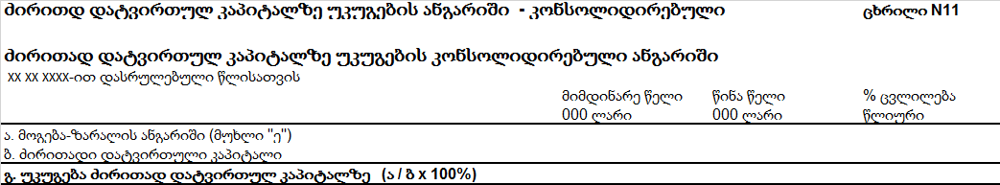 ძირითდ დატვირთულ კაპიტალზე უკუგების ანგარიში - კონსოლიდირებული ცხრილი N11
ძირითად დატვირთულ კაპიტალზე უკუგების კონსოლიდირებული ანგარიში
xx xx xxxx-ით დასრულებული წლისათვის
მიმდინარე წელი წინა წელი % ცვლილება
000 ლარი 000 ლარი წლიური
ა. მოგება-ზარალის ანგარიში (მუხლი "ე")
ბ. ძირითადი დატვირთული კაპიტალი
გ. უკუგება ძირითად დატვირთულ კაპიტალზე (ა / ბ x 100%)